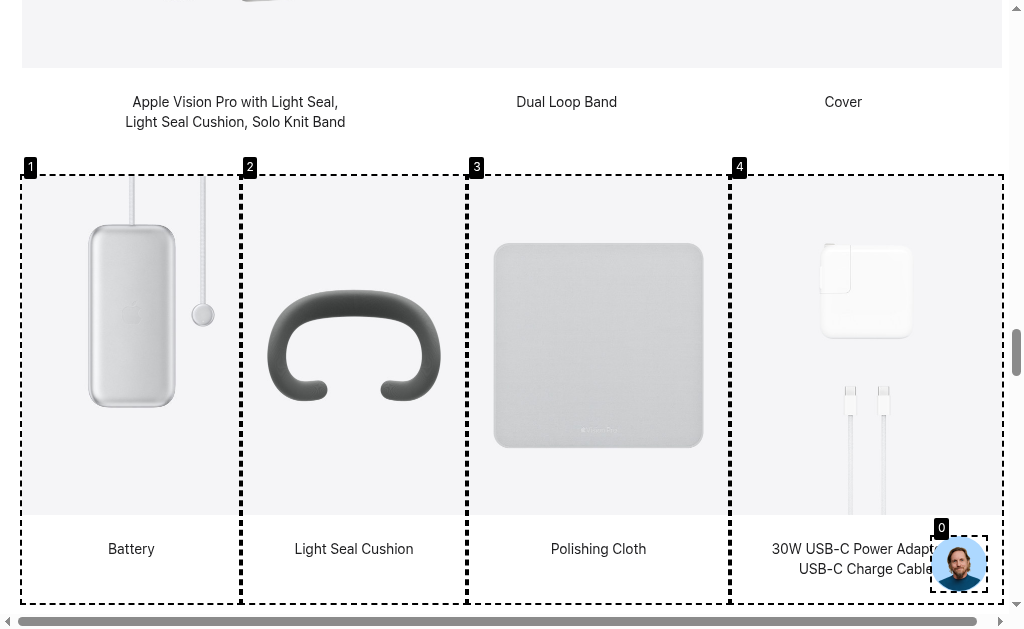 Apple Vision Pro with Light Seal,
Light Seal Cushion, Solo Knit Band
Dual Loop Band
Cover
1
2
3
4
Battery
Light Seal Cushion
Polishing Cloth
30W USB-C Power
USB-C Charge Cable
0